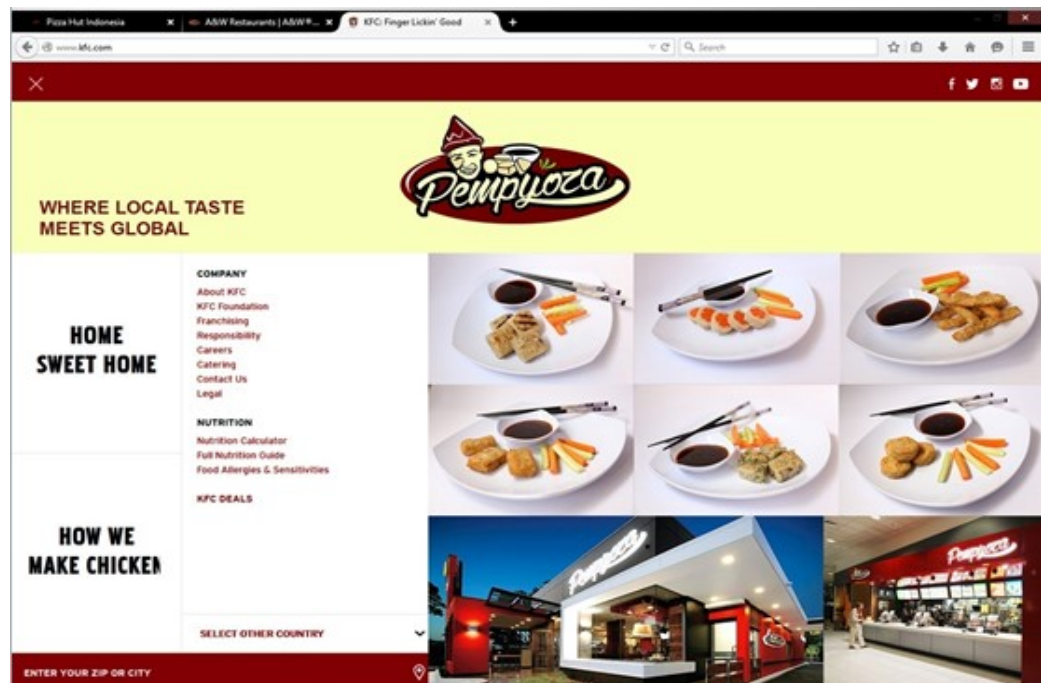 Pizza Hut Indonesia
A&W Restaurants | A&W®...
KFC: Finger Lickin' Good
www.kfc.com
Search
Pempyoza
WHERE LOCAL TASTE
MEETS GLOBAL
HOME
SWEET HOME
HOW WE
MAKE CHICKEN
COMPANY
About KFC
KFC Foundation
Franchising
Responsibility
Careers
Catering
Contact Us
Legal
NUTRITION
Nutrition Calculator
Full Nutrition Guide
Food Allergies & Sensitivities
KFC DEALS
SELECT OTHER COUNTRY
ENTER YOUR ZIP OR CITY
Pempyoza
Pempyoza